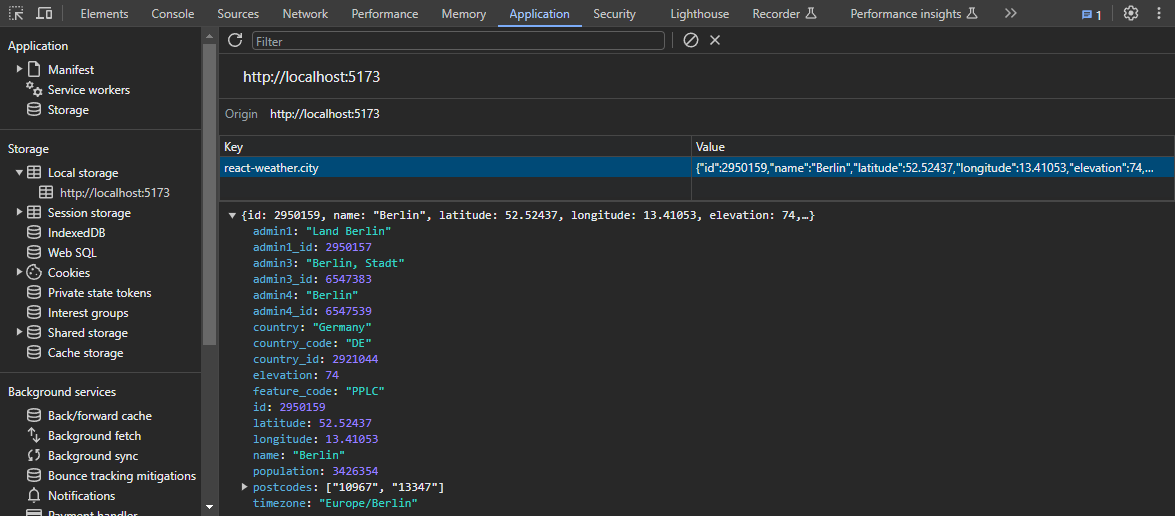 Elements Console Sources Network Performance Memory Application Security Lighthouse Recorder Performance insights 1
Application
Manifest
Service workers
Storage
Storage
Local storage
http://localhost:5173
Session storage
IndexedDB
Web SQL
Cookies
Private state tokens
Interest groups
Shared storage
Cache storage
Background services
Back/forward cache
Background fetch
Background sync
Bounce tracking mitigations
Notifications
Payment handler
Filter
http://localhost:5173
Origin http://localhost:5173
Key Value
react-weather.city {"id":2950159,"name":"Berlin","latitude":52.52437,"longitude":13.41053,"elevation":74,…
{id: 2950159, name: "Berlin", latitude: 52.52437, longitude: 13.41053, elevation: 74,…}
admin1: "Land Berlin"
admin1_id: 2950157
admin3: "Berlin, Stadt"
admin3_id: 6547383
admin4: "Berlin"
admin4_id: 6547539
country: "Germany"
country_code: "DE"
country_id: 2921044
elevation: 74
feature_code: "PPLC"
id: 2950159
latitude: 52.52437
longitude: 13.41053
name: "Berlin"
population: 3426354
postcodes: ["10967", "13347"]
timezone: "Europe/Berlin"